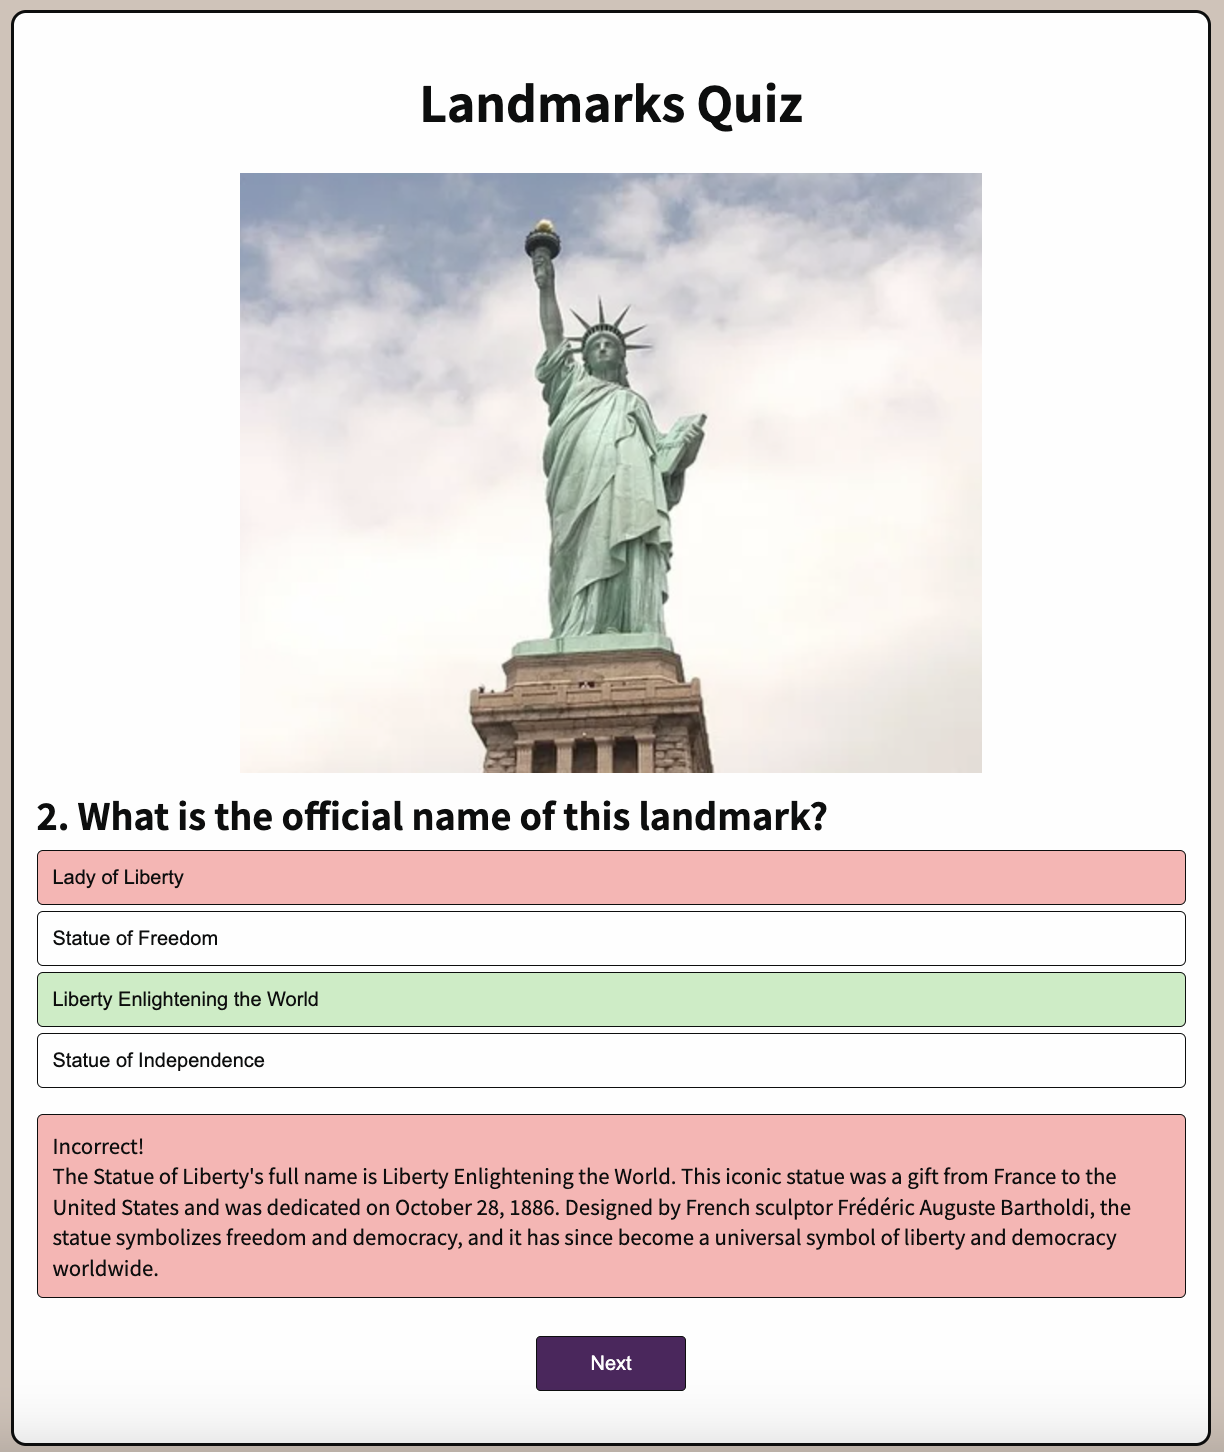 Landmarks Quiz
2. What is the official name of this landmark?
Lady of Liberty
Statue of Freedom
Liberty Enlightening the World
Statue of Independence
Incorrect!
The Statue of Liberty's full name is Liberty Enlightening the World. This iconic statue was a gift from France to the
United States and was dedicated on October 28, 1886. Designed by French sculptor Frédéric Auguste Bartholdi, the
statue symbolizes freedom and democracy, and it has since become a universal symbol of liberty and democracy
worldwide.
Next